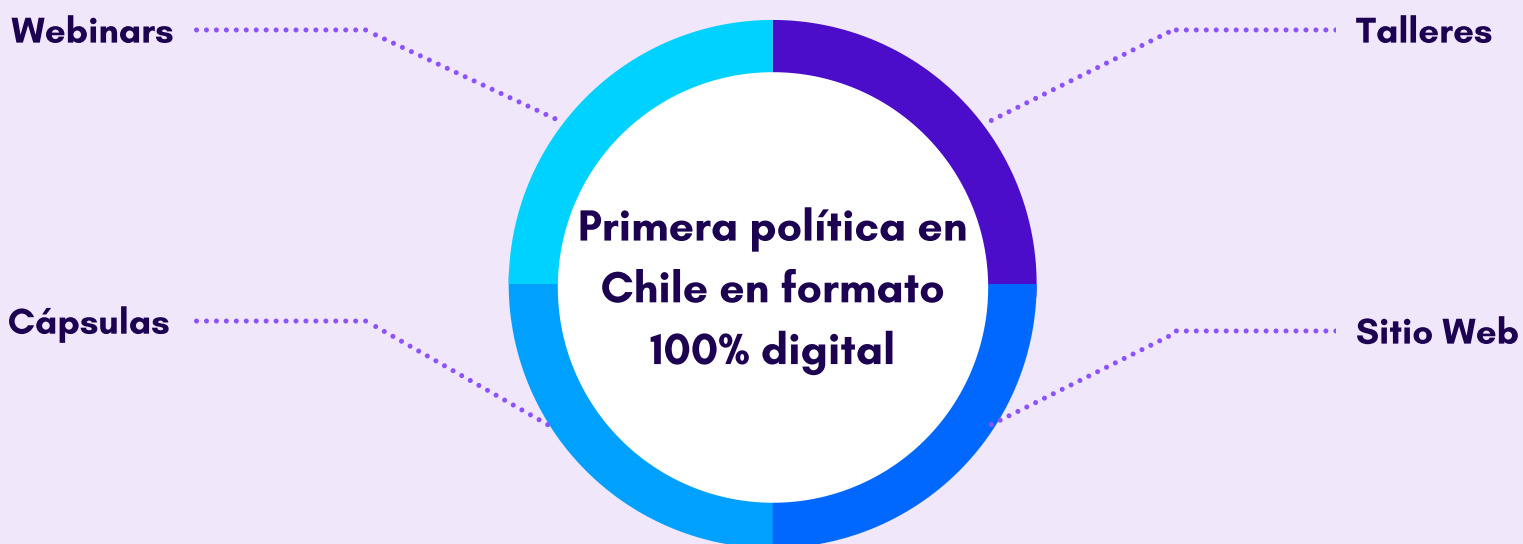 Webinars
Talleres
Primera política en
Chile en formato
100% digital
Cápsulas
Sitio Web